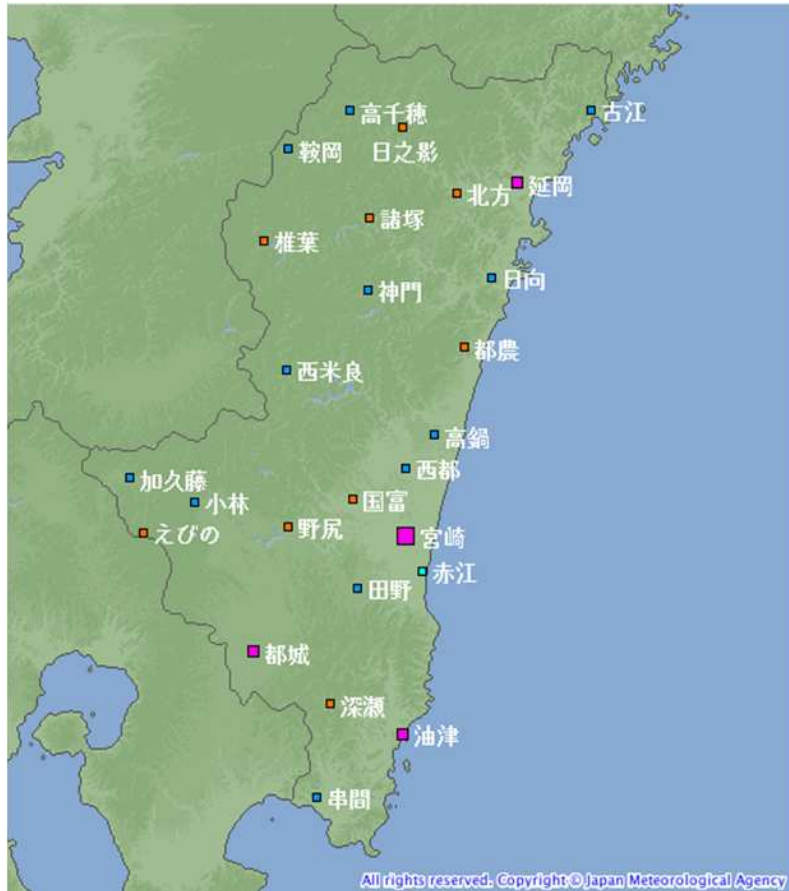 高千穂
古江
日之影
鞍岡
延岡
北方
諸塚
椎葉
日向
神門
都農
西米良
高鍋
西都
加久藤
国富
小林
えびの
野尻
宮崎
赤江
田野
都城
深瀬
油津
串間
All rights reserved. Copyright © Japan Meteorological Agency